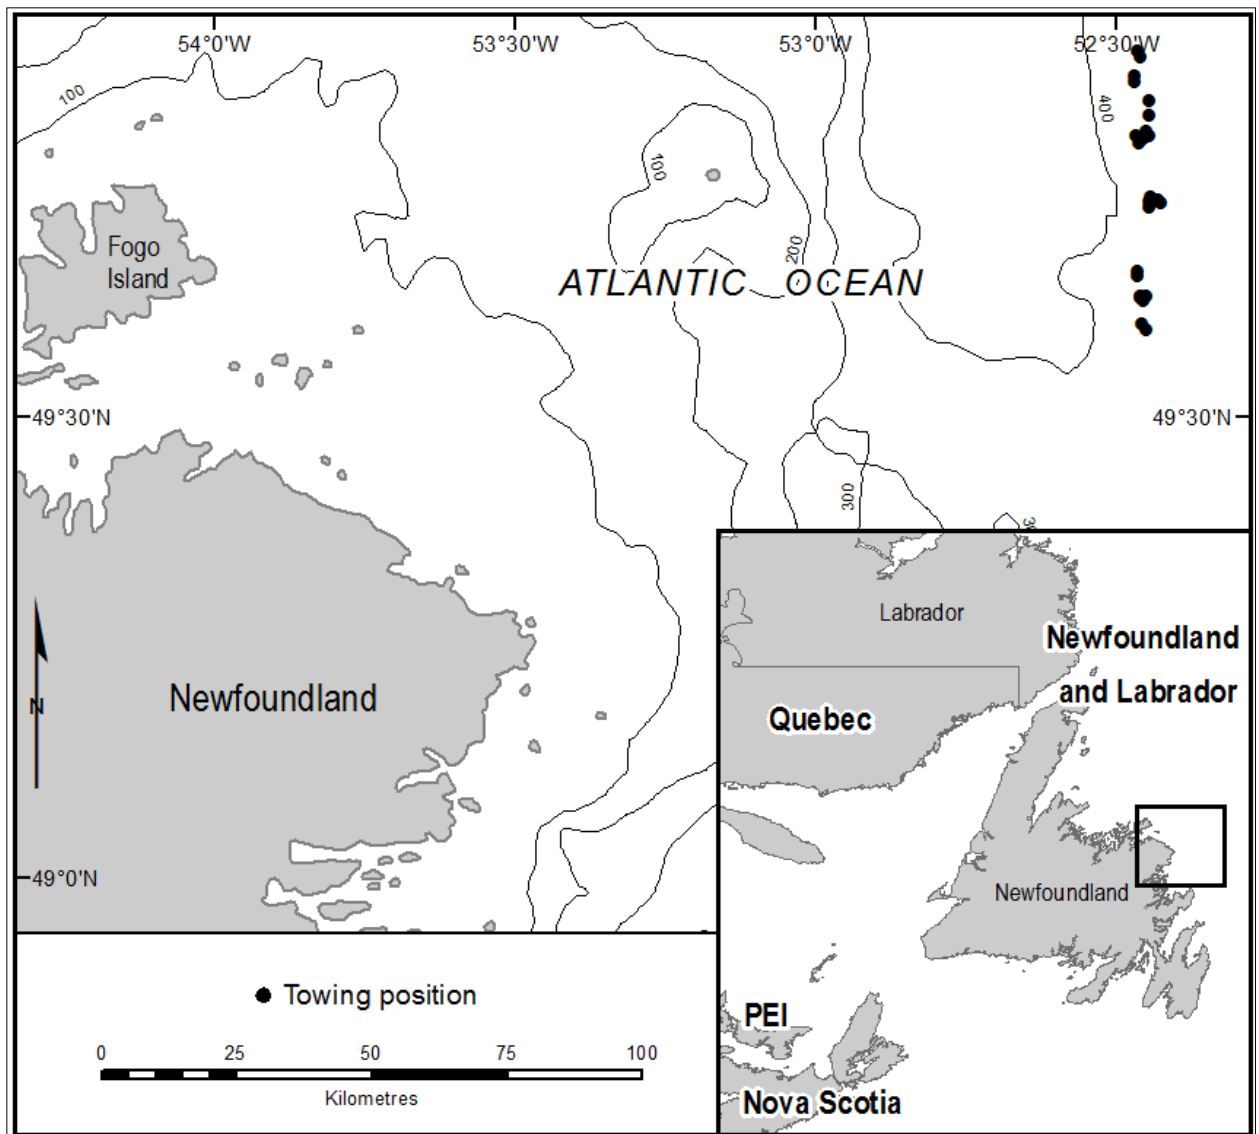 54°0'W
53°30'W
53°0'W
52°30'W
100
400
100
Fogo
Island
200
ATLANTIC OCEAN
49°30'N
49°30'N
300
Labrador
Newfoundland
and Labrador
N
Newfoundland
Quebec
49°0'N
Newfoundland
Towing position
PEI
0 25 50 75 100
Kilometres
Nova Scotia